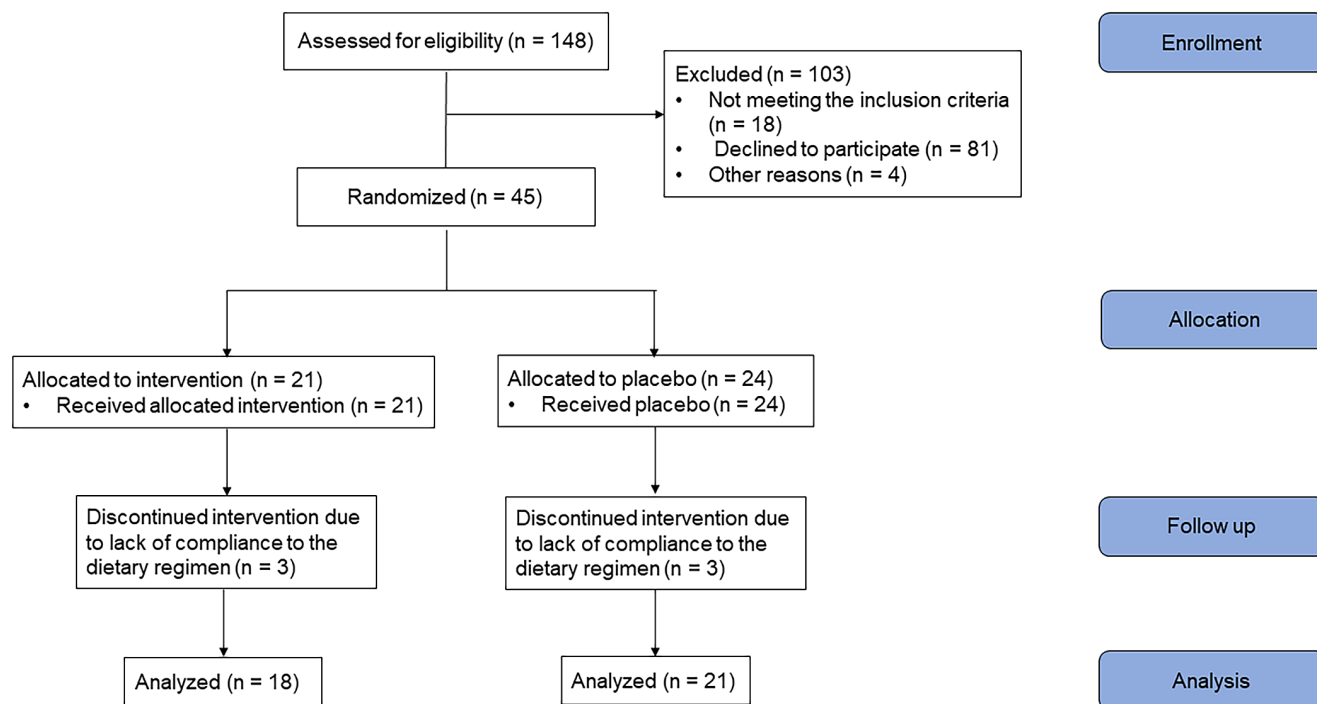 Assessed for eligibility (n = 148)
Enrollment
Excluded (n = 103)
• Not meeting the inclusion criteria
(n = 18)
• Declined to participate (n = 81)
• Other reasons (n = 4)
Randomized (n = 45)
Allocation
Allocated to intervention (n = 21)
• Received allocated intervention (n = 21)
Allocated to placebo (n = 24)
• Received placebo (n = 24)
Discontinued intervention due
to lack of compliance to the
dietary regimen (n = 3)
Discontinued intervention due
to lack of compliance to the
dietary regimen (n = 3)
Follow up
Analyzed (n = 18)
Analyzed (n = 21)
Analysis